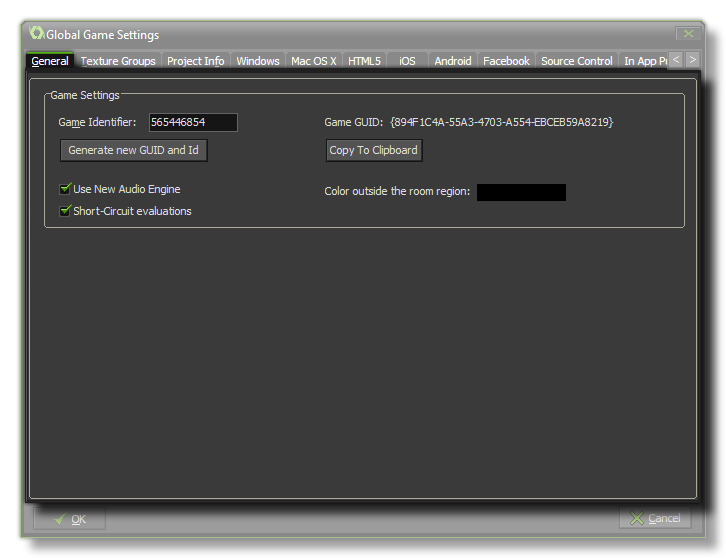 Global Game Settings
General Texture Groups Project Info Windows Mac OS X HTML5 iOS Android Facebook Source Control In App Pu < >
Game Settings
Game Identifier: 565446854 Game GUID: {894F1C4A-55A3-4703-A554-EBCEB59A8219}
Generate new GUID and Id Copy To Clipboard
Use New Audio Engine Color outside the room region:
Short-Circuit evaluations
OK Cancel